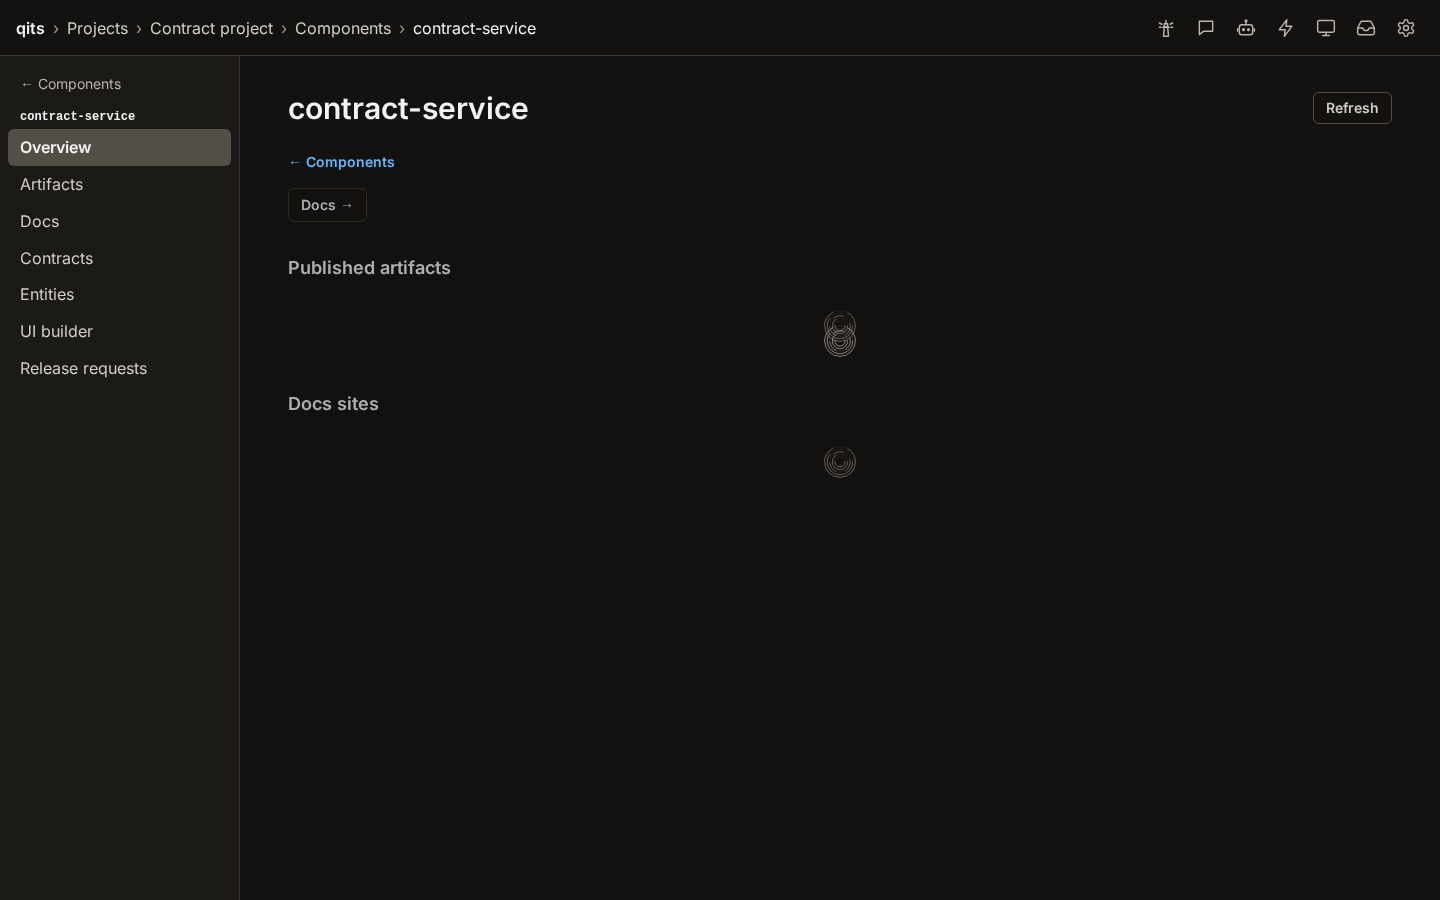 qits › Projects › Contract project › Components › contract-service
← Components
contract-service
Overview
Artifacts
Docs
Contracts
Entities
UI builder
Release requests
contract-service
Refresh
← Components
Docs →
Published artifacts
Docs sites